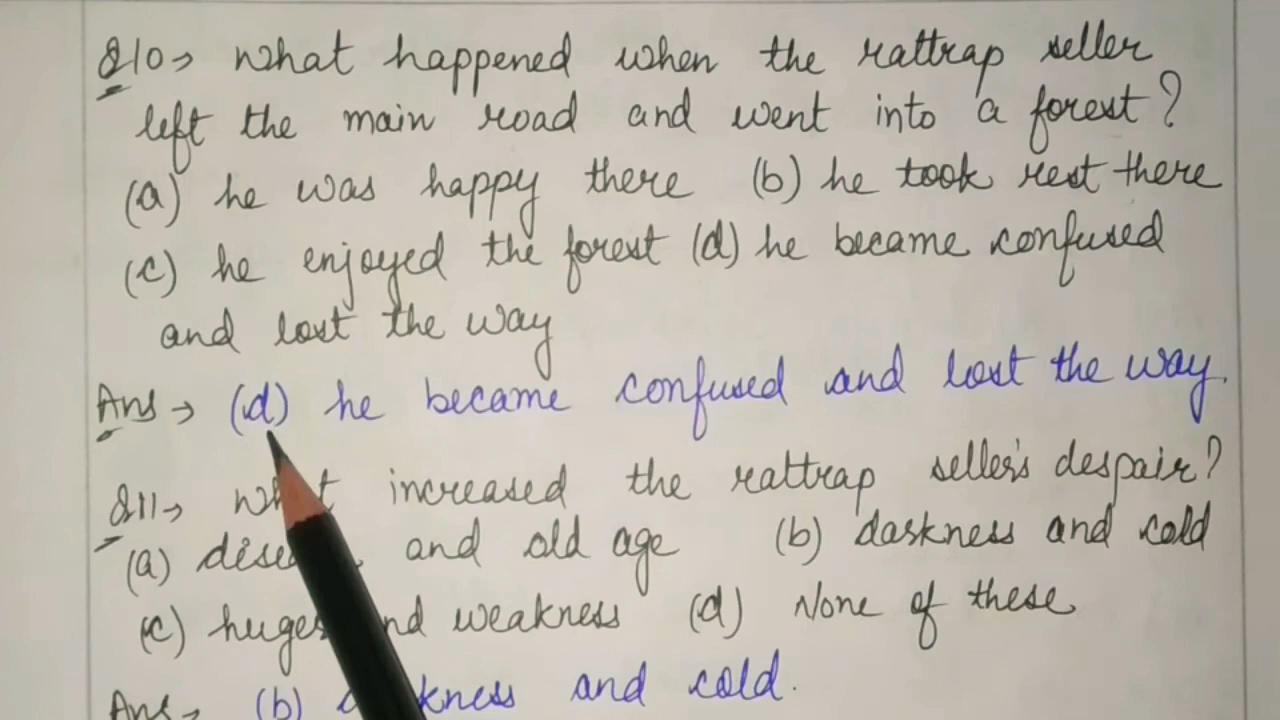 Q10→ What happened when the rattrap seller
left the main road and went into a forest?
(a) he was happy there (b) he took rest there
(c) he enjoyed the forest (d) he became confused
and lost the way
Ans → (d) he became confused and lost the way.
Q11→ What increased the rattrap seller's despair?
(a) and old age (b) darkness and cold
(c) and weakness (d) None of these
Ans → (b) and cold.